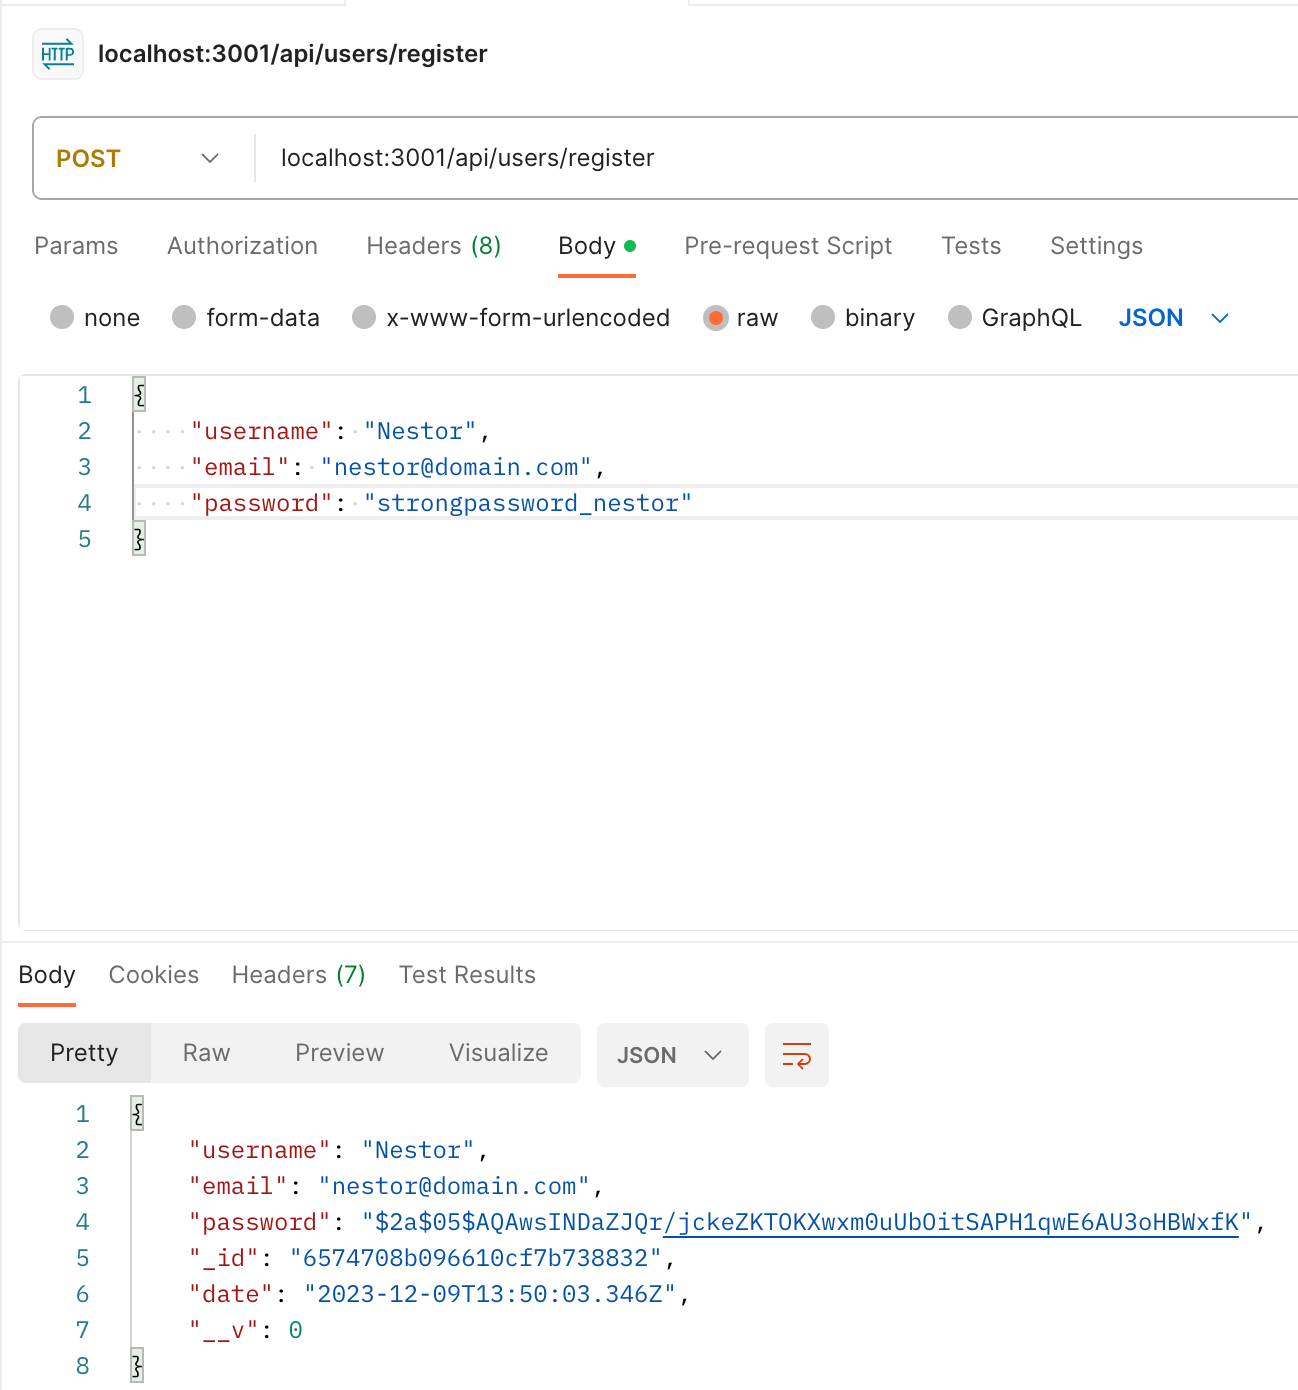 HTTP localhost:3001/api/users/register
POST localhost:3001/api/users/register
Params Authorization Headers (8) Body Pre-request Script Tests Settings
none form-data x-www-form-urlencoded raw binary GraphQL JSON
1 {
2 "username": "Nestor",
3 "email": "nestor@domain.com",
4 "password": "strongpassword_nestor"
5 }
Body Cookies Headers (7) Test Results
Pretty Raw Preview Visualize JSON
1 {
2 "username": "Nestor",
3 "email": "nestor@domain.com",
4 "password": "$2a$05$AQAwsINDaZJQr/jckeZKTOKXwxm0uUbOitSAPH1qwE6AU3oHBWxfK",
5 "_id": "6574708b096610cf7b738832",
6 "date": "2023-12-09T13:50:03.346Z",
7 "__v": 0
8 }